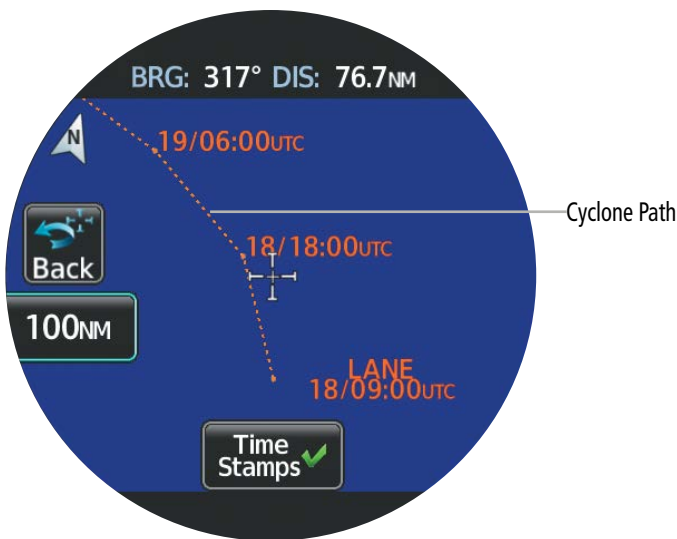 BRG: 317° DIS: 76.7NM
N
19/06:00UTC
Cyclone Path
18/18:00UTC
Back
100NM
LANE
18/09:00UTC
Time
Stamps